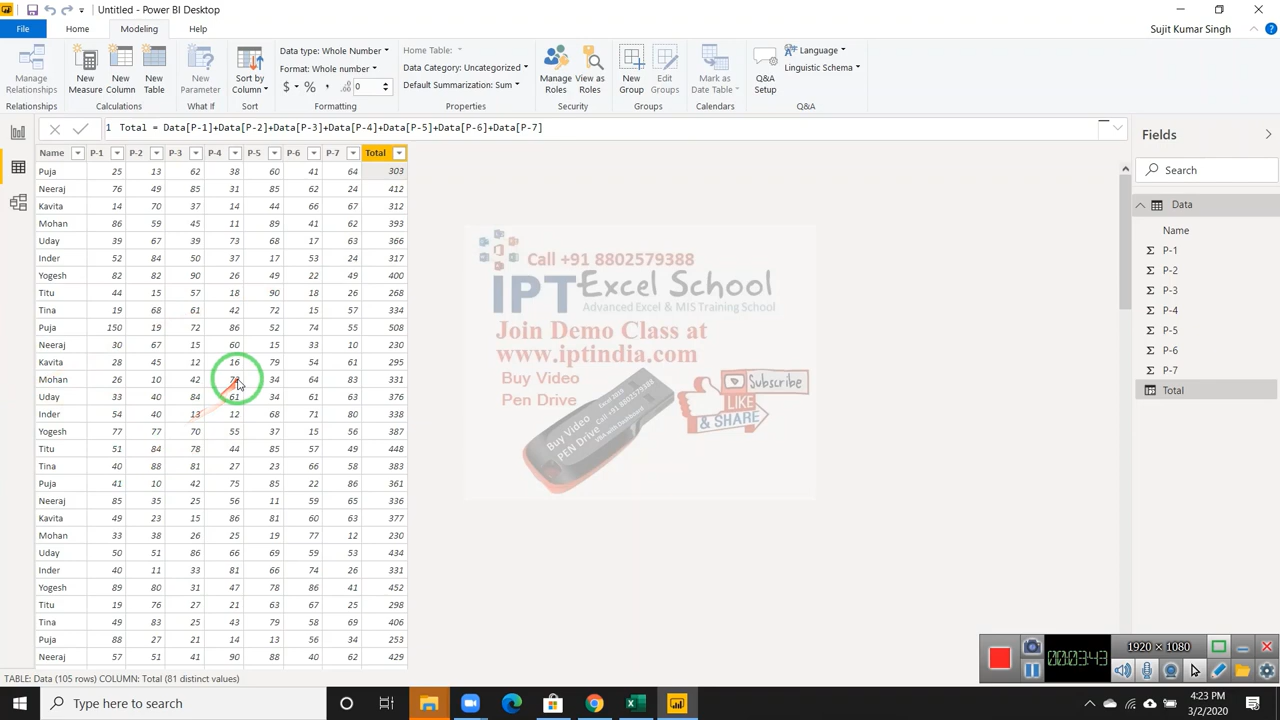 Untitled - Power BI Desktop
Sujit Kumar Singh
File Home Modeling Help
Manage Relationships
New Measure
New Column
New Table
New Parameter
Sort by Column
Data type: Whole Number
Format: Whole number
$ % , .00 0
Home Table:
Data Category: Uncategorized
Default Summarization: Sum
Manage Roles
View as Roles
New Group
Edit Groups
Mark as Date Table
Q&A Setup
Language
Linguistic Schema
Relationships Calculations What If Sort Formatting Properties Security Groups Calendars Q&A
1 Total = Data[P-1]+Data[P-2]+Data[P-3]+Data[P-4]+Data[P-5]+Data[P-6]+Data[P-7]
Name P-1 P-2 P-3 P-4 P-5 P-6 P-7 Total
Puja 25 13 62 38 60 41 64 303
Neeraj 76 49 85 31 85 62 24 412
Kavita 14 70 37 14 44 66 67 312
Mohan 86 59 45 11 89 41 62 393
Uday 39 67 39 73 68 17 63 366
Inder 52 84 50 37 17 53 24 317
Yogesh 82 82 90 26 49 22 49 400
Titu 44 15 57 18 90 18 26 268
Tina 19 68 61 42 72 15 57 334
Puja 150 19 72 86 52 74 55 508
Neeraj 30 67 15 60 15 33 10 230
Kavita 28 45 12 16 79 54 61 295
Mohan 26 10 42 34 64 83 331
Uday 33 40 84 61 34 61 63 376
Inder 54 40 13 12 68 71 80 338
Yogesh 77 77 70 55 37 15 56 387
Titu 51 84 78 44 85 57 49 448
Tina 40 88 81 27 23 66 58 383
Puja 41 10 42 75 85 22 86 361
Neeraj 85 35 25 56 11 59 65 336
Kavita 49 23 15 86 81 60 63 377
Mohan 33 38 26 25 19 77 12 230
Uday 50 51 86 66 69 59 53 434
Inder 40 11 33 81 66 74 26 331
Yogesh 89 80 31 47 78 86 41 452
Titu 19 76 27 21 63 67 25 298
Tina 49 83 25 43 79 58 69 406
Puja 88 27 21 14 13 56 34 253
Neeraj 57 51 41 90 88 40 62 429
Call +91 8802579388
IPT Excel School
Advanced Excel & MIS Training School
Join Demo Class at
www.iptindia.com
Buy Video
Pen Drive
Buy Video
PEN DRIVE
Call +91 8802579388
Subscribe
LIKE
& SHARE
Fields
Search
Data
Name
P-1
P-2
P-3
P-4
P-5
P-6
P-7
Total
1920 × 1080
00:03:43
TABLE: Data (105 rows) COLUMN: Total (81 distinct values)
Type here to search
4:23 PM
3/2/2020